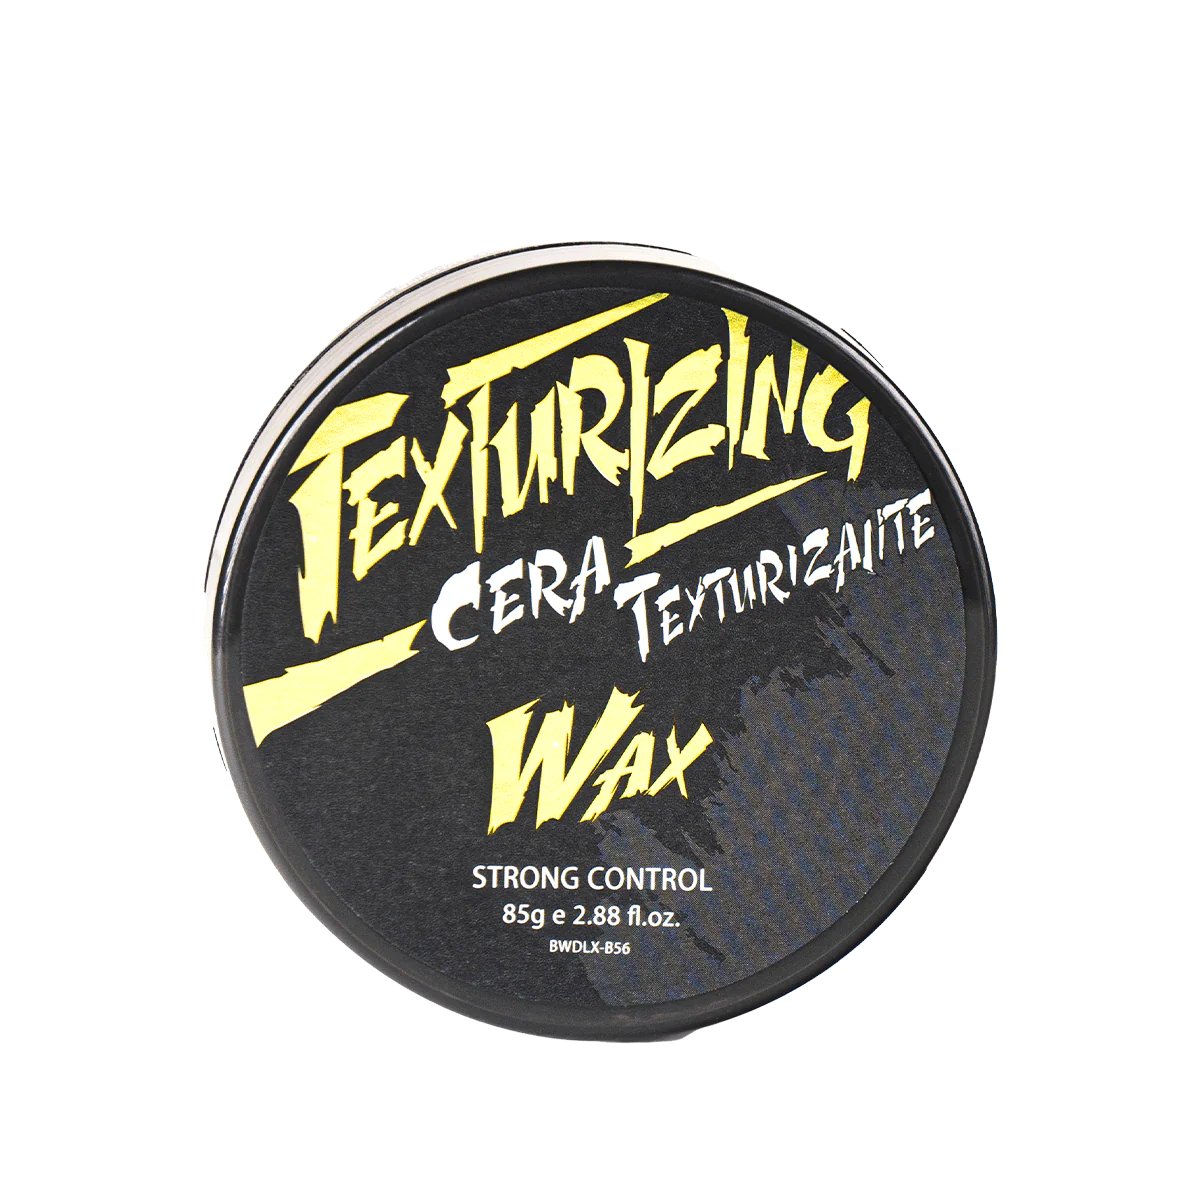 TEXTURIZING
CERA TEXTURIZANTE
WAX
STRONG CONTROL
85g e 2.88 fl.oz.
BWDLX-B56